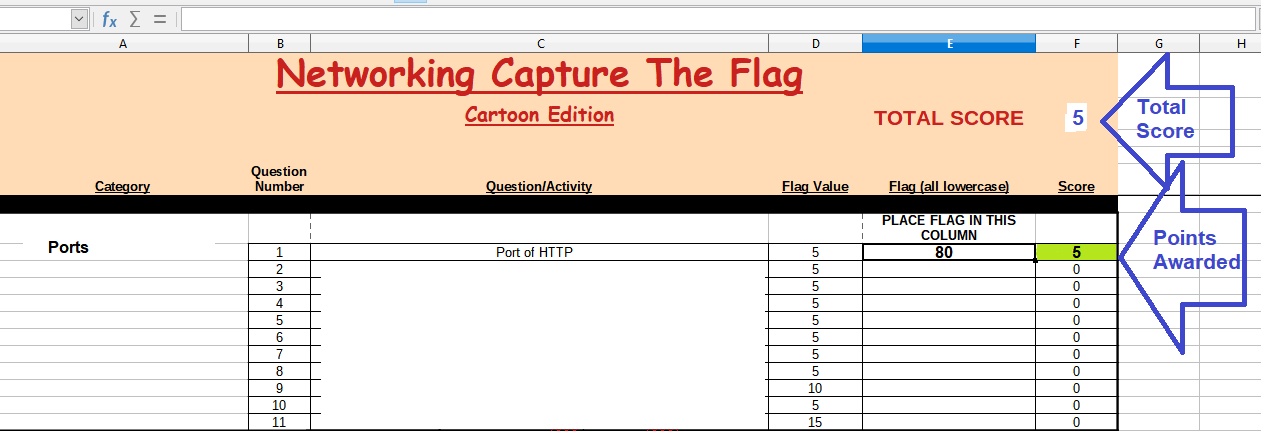 fx Σ =
A B C D E F G H
Networking Capture The Flag
Cartoon Edition
TOTAL SCORE 5
Total
Score
Category Question
Number Question/Activity Flag Value Flag (all lowercase) Score
PLACE FLAG IN THIS
COLUMN
Points
Awarded
Ports
1 Port of HTTP 5 80 5
2 5 0
3 5 0
4 5 0
5 5 0
6 5 0
7 5 0
8 5 0
9 10 0
10 5 0
11 15 0